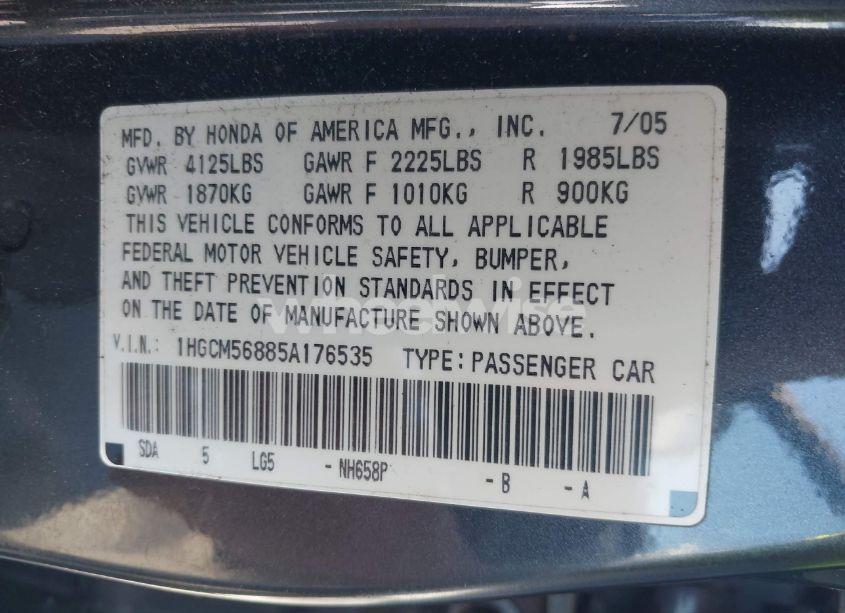 MFD. BY HONDA OF AMERICA MFG., INC. 7/05
GVWR 4125LBS GAWR F 2225LBS R 1985LBS
GVWR 1870KG GAWR F 1010KG R 900KG
THIS VEHICLE CONFORMS TO ALL APPLICABLE
FEDERAL MOTOR VEHICLE SAFETY, BUMPER,
AND THEFT PREVENTION STANDARDS IN EFFECT
ON THE DATE OF MANUFACTURE SHOWN ABOVE.
wheelwise
V.I.N.: 1HGCM56885A176535 TYPE: PASSENGER CAR
SDA 5 LG5 - NH658P - B - A